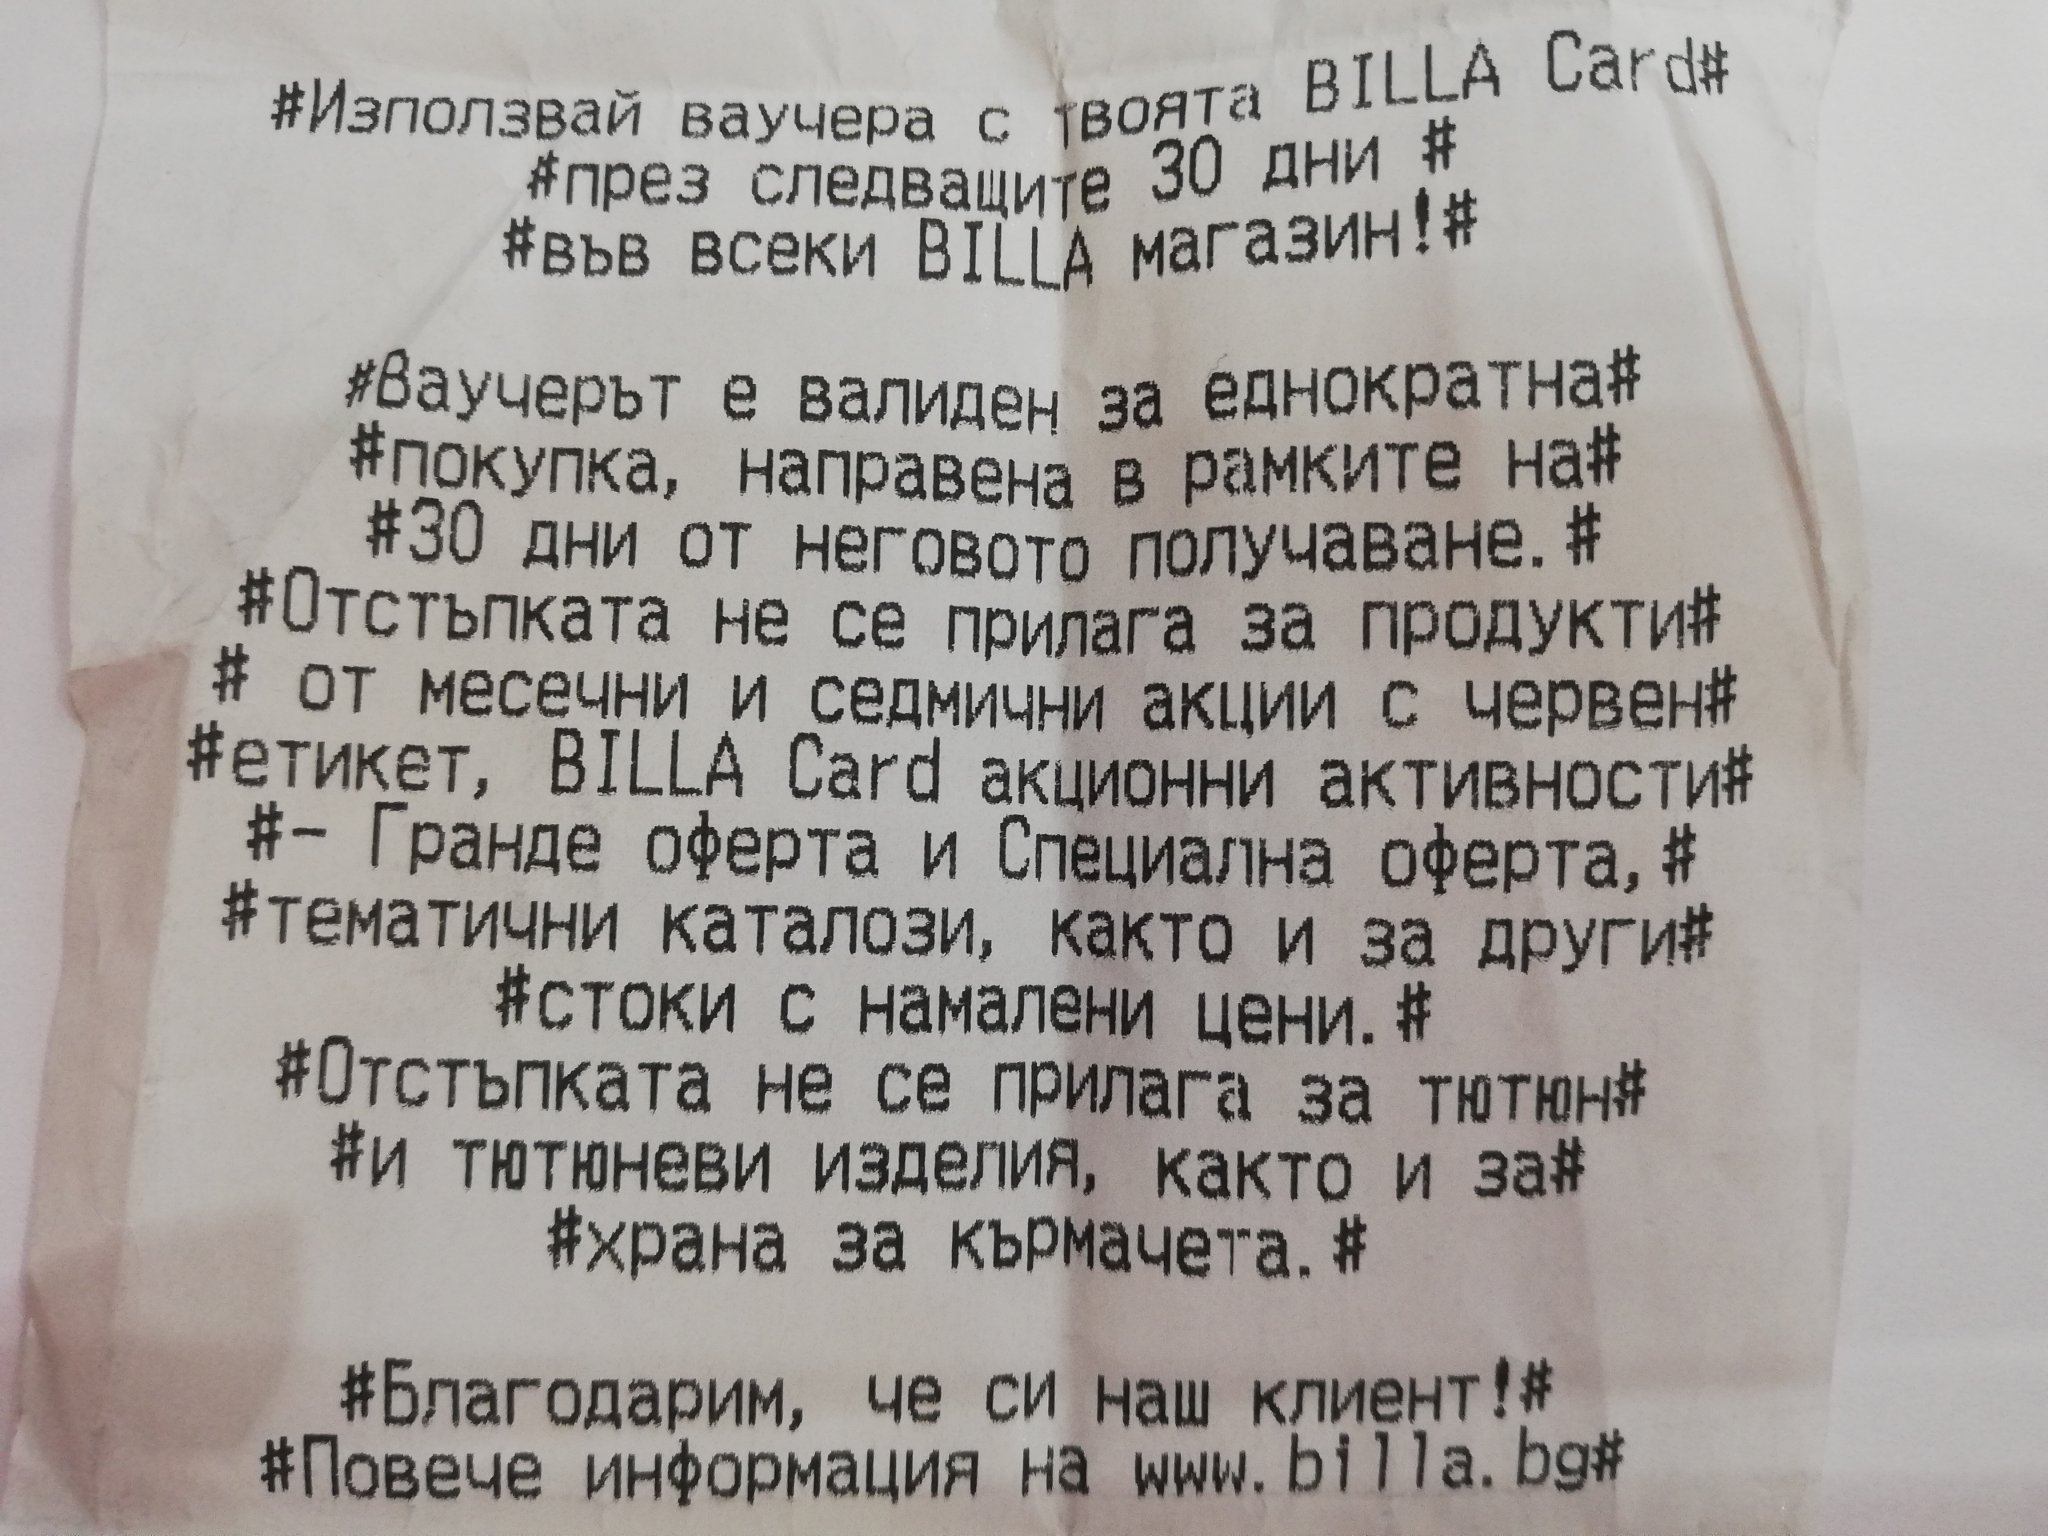 #Използвай ваучера с твоята BILLA Card#
#през следващите 30 дни #
#във всеки BILLA магазин!#
#Ваучерът е валиден за еднократна#
#покупка, направена в рамките на#
#30 дни от неговото получаване.#
#Отстъпката не се прилага за продукти#
# от месечни и седмични акции с червен#
#етикет, BILLA Card акционни активности#
#- Гранде оферта и Специална оферта,#
#тематични каталози, както и за други#
#стоки с намалени цени.#
#Отстъпката не се прилага за тютюн#
#и тютюневи изделия, както и за#
#храна за кърмачета.#
#Благодарим, че си наш клиент!#
#Повече информация на www.billa.bg#